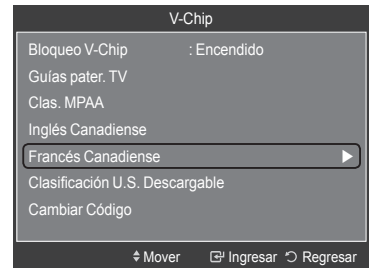 V-Chip
Bloqueo V-Chip : Encendido
Guías pater. TV
Clas. MPAA
Inglés Canadiense
Francés Canadiense
Clasificación U.S. Descargable
Cambiar Código
Mover Ingresar Regresar